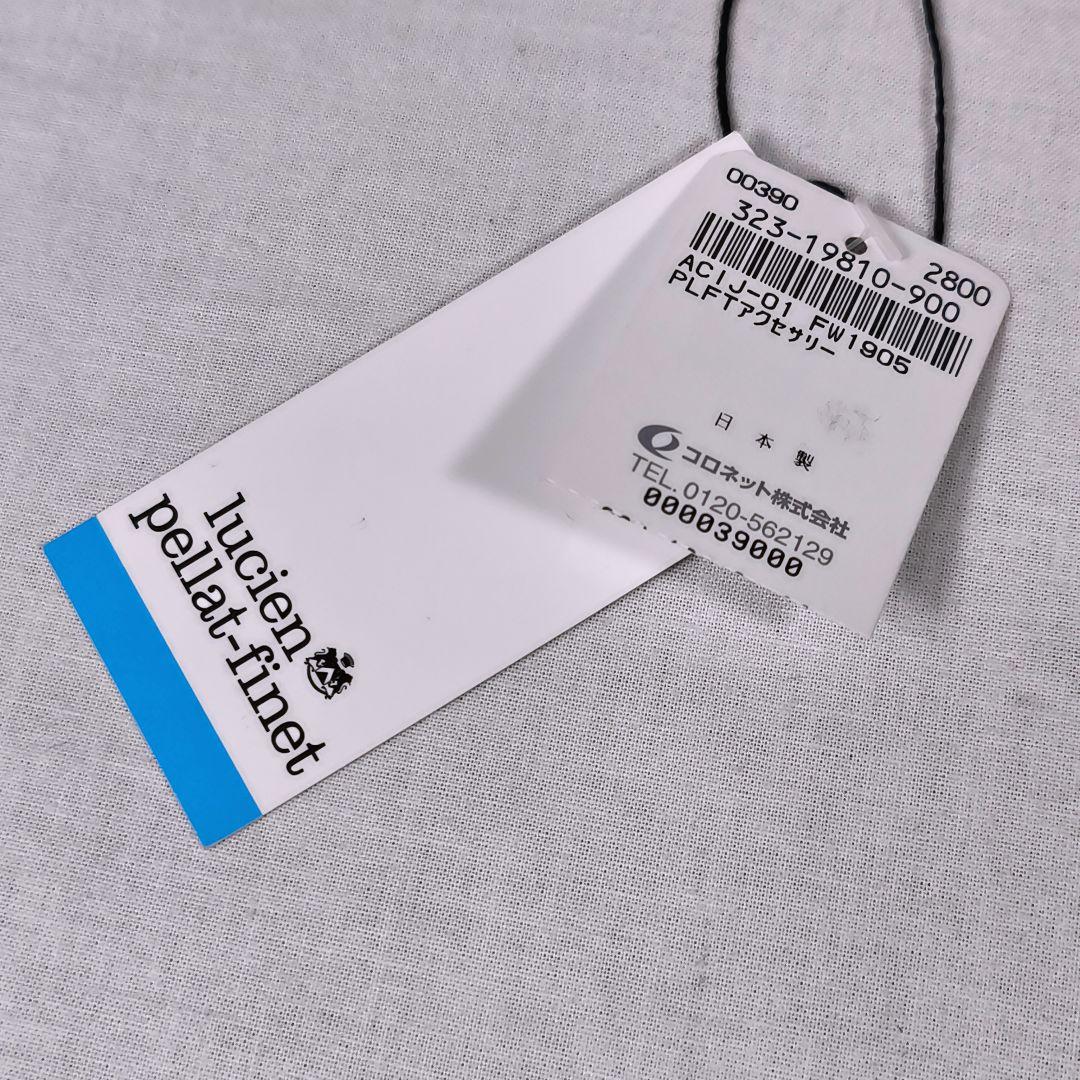 lucien
pellat-finet
00390
2800
323-19810-900
ACIJ-01 FW1905
PLFTアクセサリー
日本製
コロネット株式会社
TEL.0120-562129
000039000